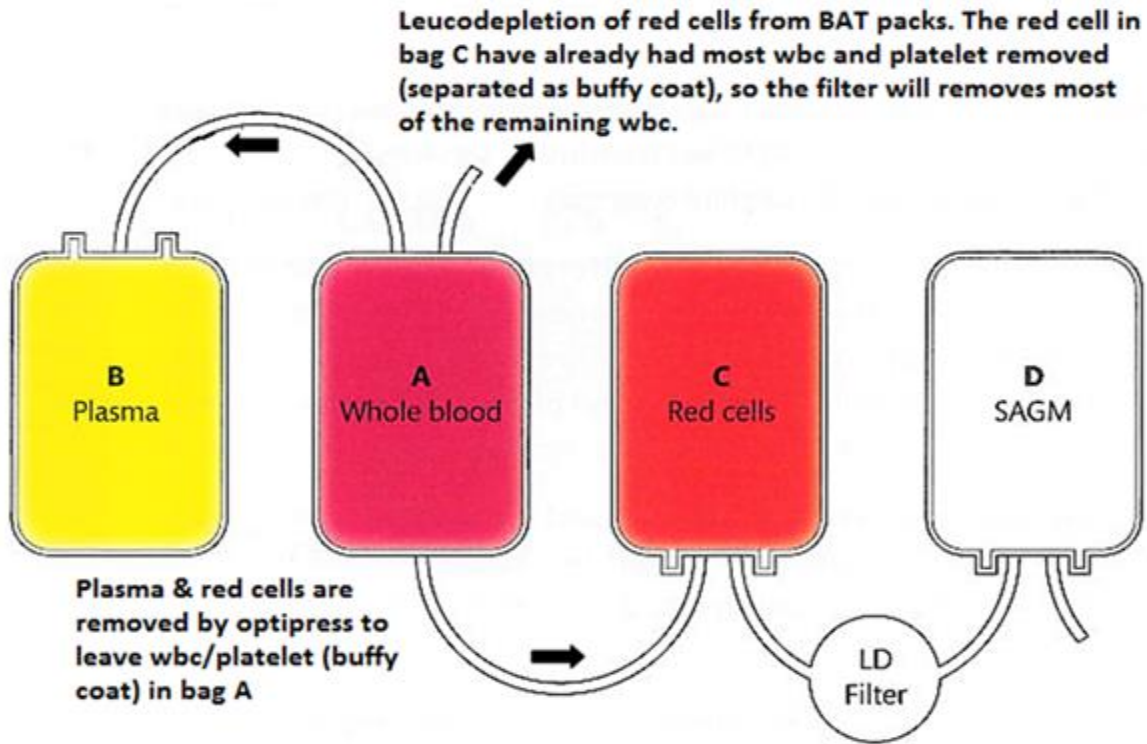 Leucodepletion of red cells from BAT packs. The red cell in
bag C have already had most wbc and platelet removed
(separated as buffy coat), so the filter will removes most
of the remaining wbc.
B
Plasma
A
Whole blood
C
Red cells
D
SAGM
Plasma & red cells are
removed by optipress to
leave wbc/platelet (buffy
coat) in bag A
LD
Filter